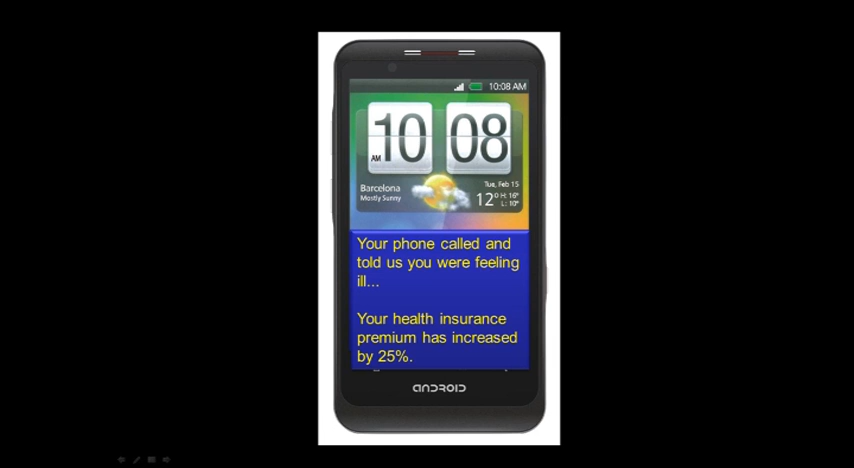 10:08 AM
10 08
AM
Barcelona
Mostly Sunny
Tue, Feb 15
12° H: 16°
L: 10°
Your phone called and
told us you were feeling
ill...
Your health insurance
premium has increased
by 25%.
ANDROID